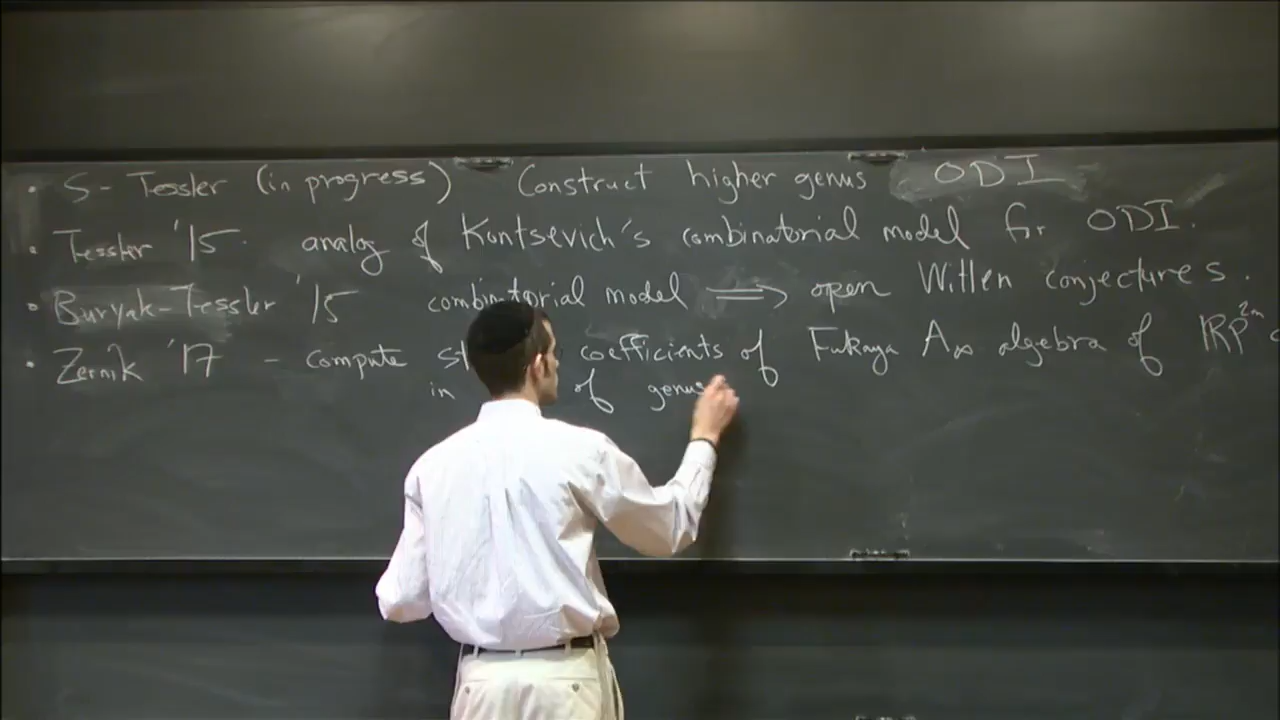 · S - Tessler (in progress) Construct higher genus ODI
· Tessler '15. analog of Kontsevich's combinatorial model for ODI.
· Buryak-Tessler '15 combinatorial model ⟹ open Witten conjectures.
· Zernik '17 - compute coefficients of Fukaya A∞ algebra of RP²ⁿ
in of genus